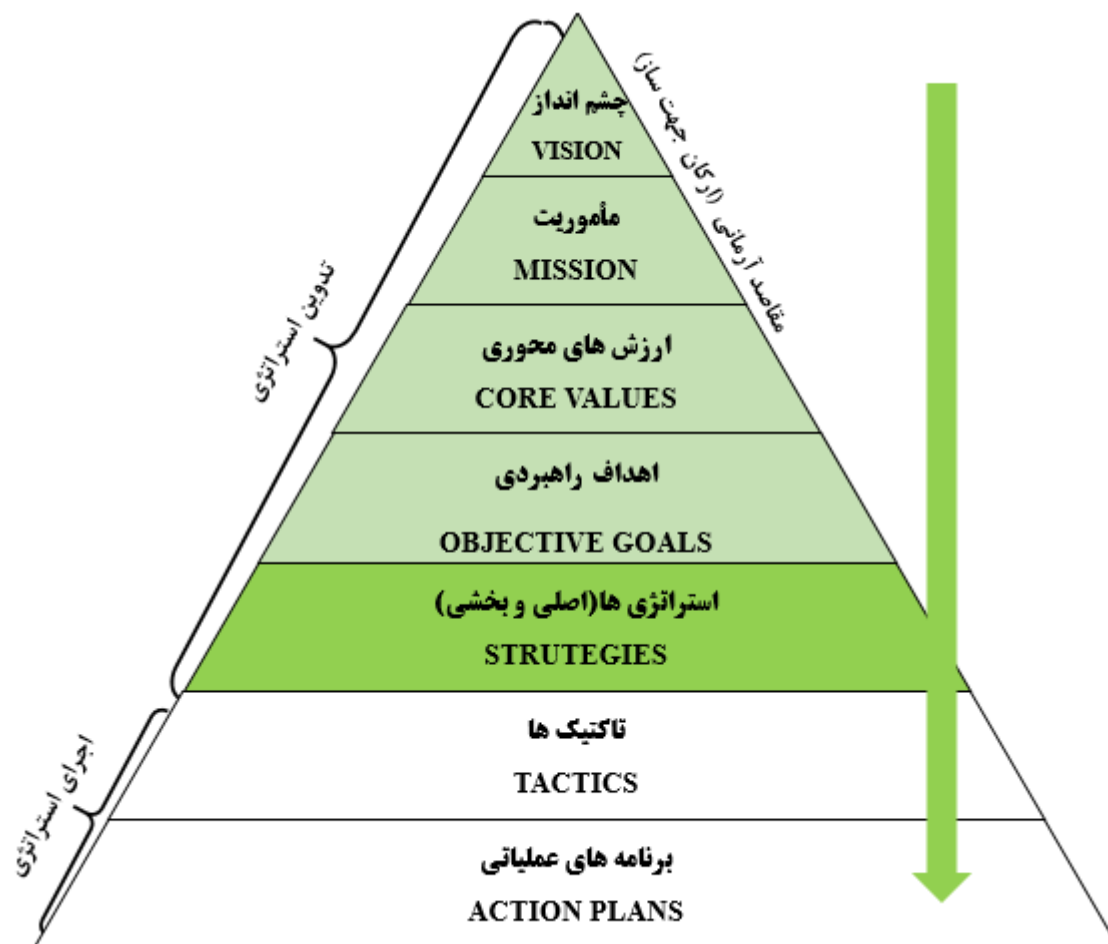 چشم انداز
VISION
مأموریت
MISSION
ارزش های محوری
CORE VALUES
اهداف راهبردی
OBJECTIVE GOALS
استراتژی ها(اصلی و بخشی)
STRUTEGIES
تاکتیک ها
TACTICS
برنامه های عملیاتی
ACTION PLANS
مقاصد آرمانی (ارکان جهت ساز)
تدوین استراتژی
اجرای استراتژی